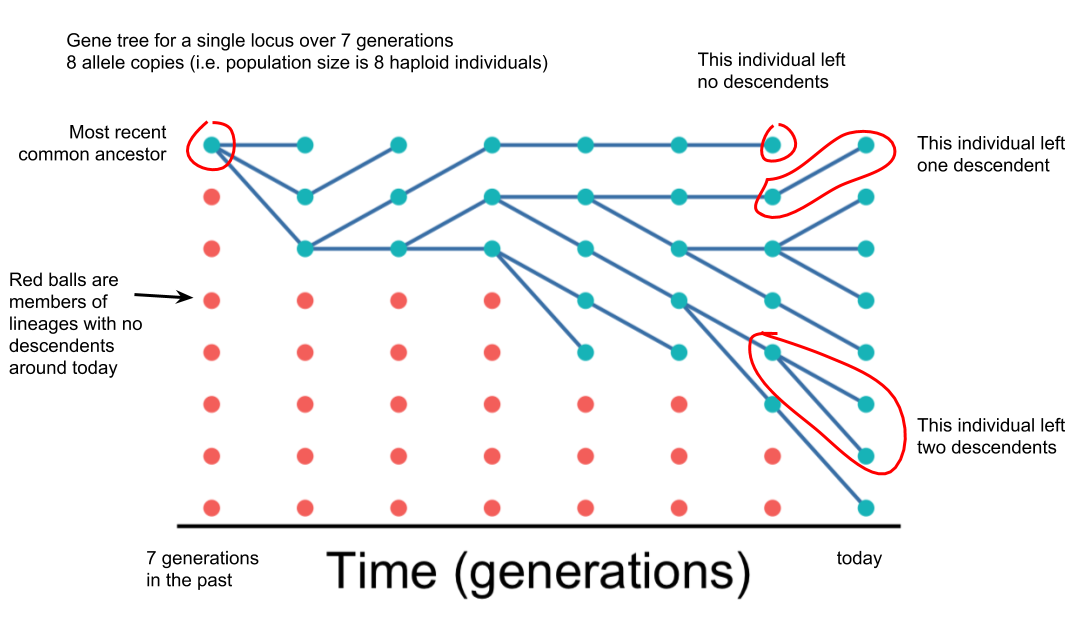 Gene tree for a single locus over 7 generations
8 allele copies (i.e. population size is 8 haploid individuals)
This individual left
no descendents
Most recent
common ancestor
This individual left
one descendent
Red balls are
members of
lineages with no
descendents
around today
This individual left
two descendents
7 generations
in the past
Time (generations)
today